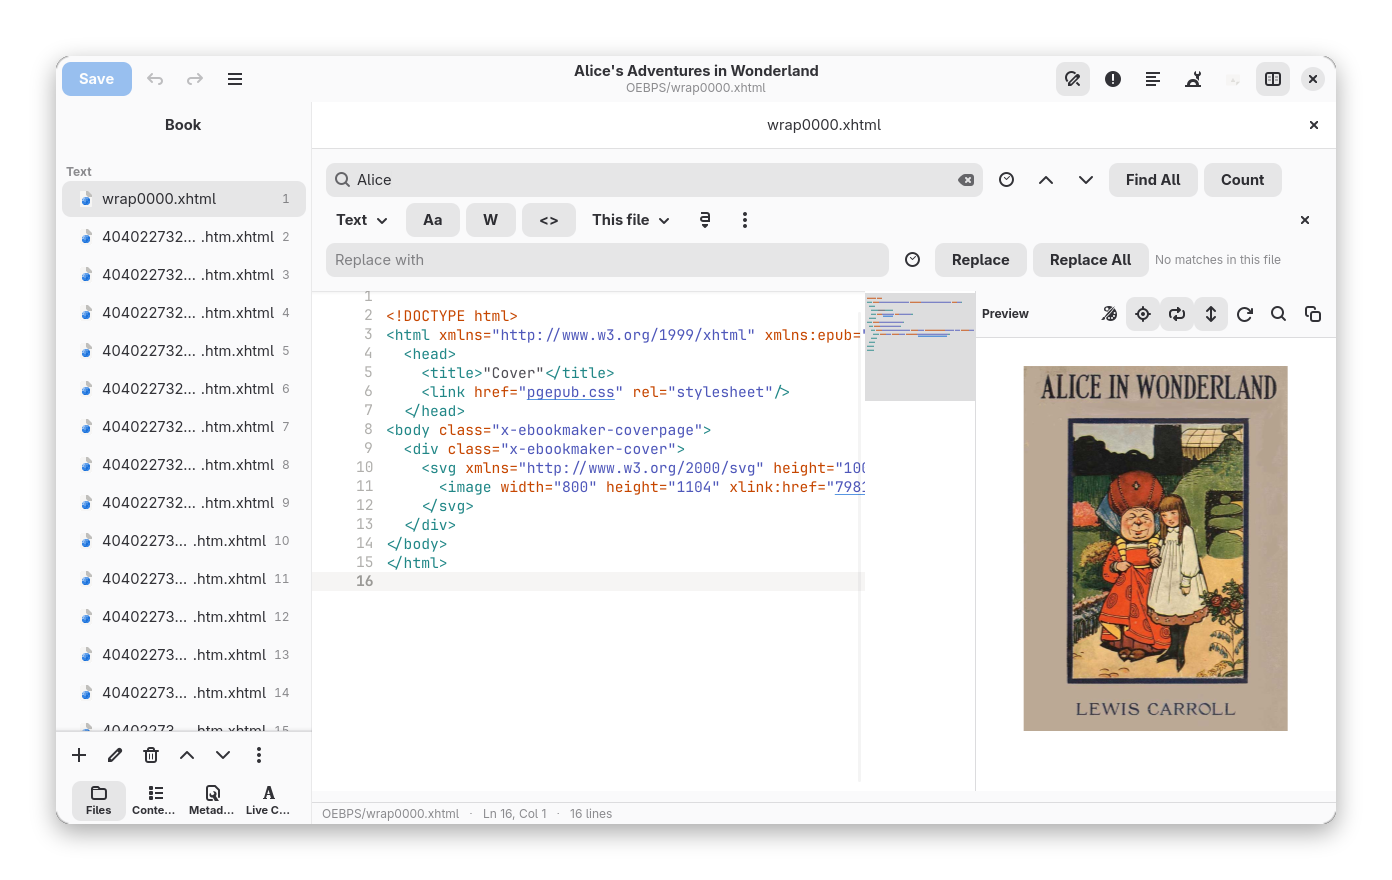 Save
Alice's Adventures in Wonderland
OEBPS/wrap0000.xhtml
Book
wrap0000.xhtml
Text
wrap0000.xhtml 1
404022732... .htm.xhtml 2
404022732... .htm.xhtml 3
404022732... .htm.xhtml 4
404022732... .htm.xhtml 5
404022732... .htm.xhtml 6
404022732... .htm.xhtml 7
404022732... .htm.xhtml 8
404022732... .htm.xhtml 9
40402273... .htm.xhtml 10
40402273... .htm.xhtml 11
40402273... .htm.xhtml 12
40402273... .htm.xhtml 13
40402273... .htm.xhtml 14
40402273... .htm.xhtml 15
Files
Conte...
Metad...
Live C...
Alice
Find All
Count
Text
Aa
W
<>
This file
Replace with
Replace
Replace All
No matches in this file
1
2 <!DOCTYPE html>
3 <html xmlns="http://www.w3.org/1999/xhtml" xmlns:epub="
4 <head>
5 <title>"Cover"</title>
6 <link href="pgepub.css" rel="stylesheet"/>
7 </head>
8 <body class="x-ebookmaker-coverpage">
9 <div class="x-ebookmaker-cover">
10 <svg xmlns="http://www.w3.org/2000/svg" height="100
11 <image width="800" height="1104" xlink:href="7981
12 </svg>
13 </div>
14 </body>
15 </html>
16
Preview
ALICE IN WONDERLAND
LEWIS CARROLL
OEBPS/wrap0000.xhtml · Ln 16, Col 1 · 16 lines